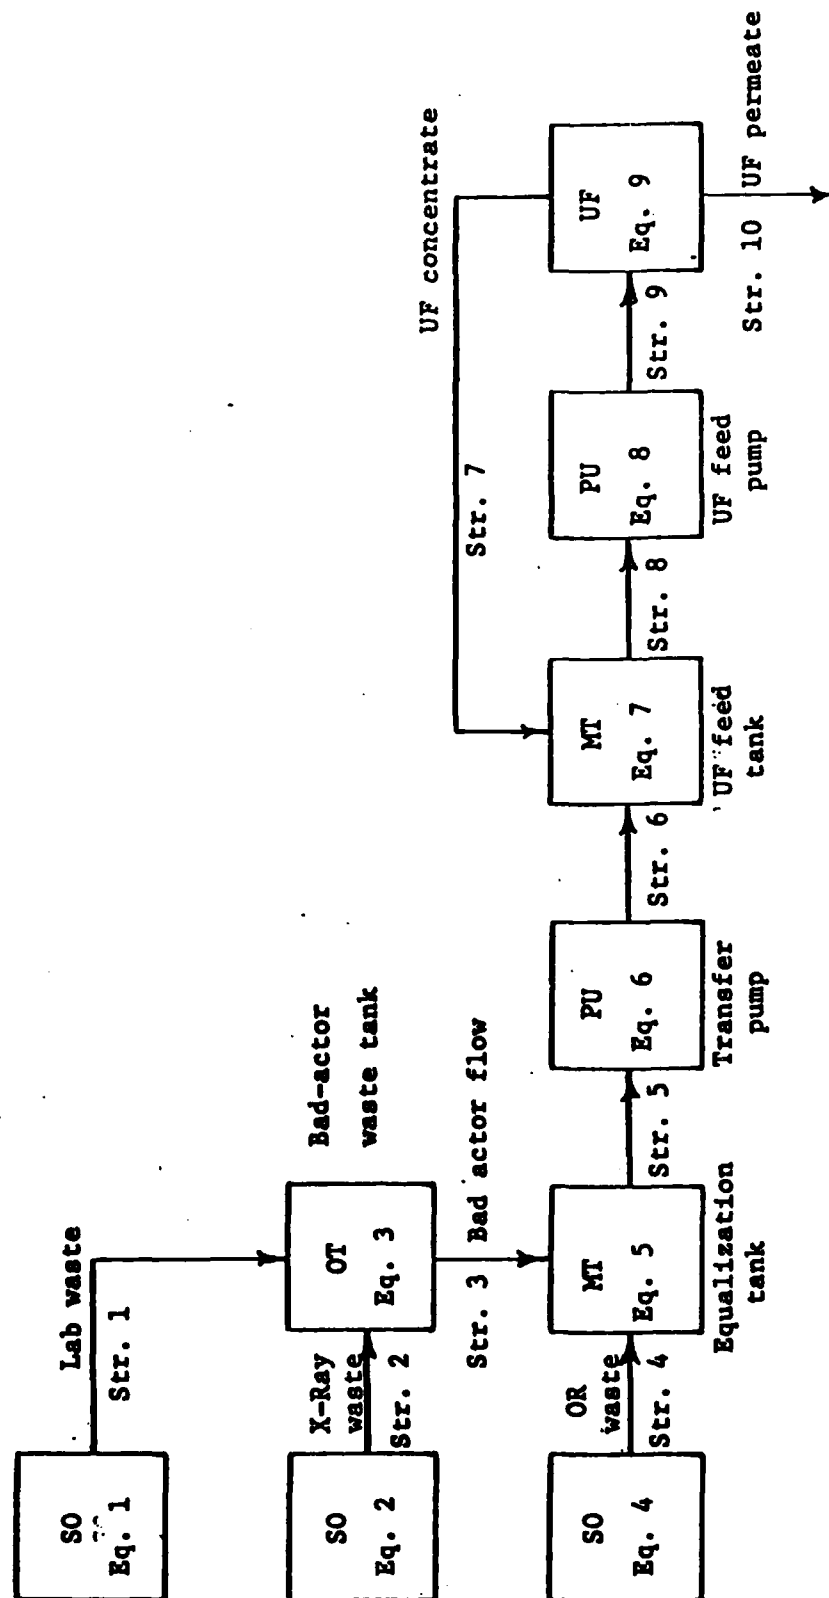 SO
Eq. 1
Lab waste
Str. 1
SO
Eq. 2
X-Ray
waste
Str. 2
OT
Eq. 3
Bad-actor
waste tank
Str. 3
Bad actor flow
SO
Eq. 4
OR
waste
Str. 4
MT
Eq. 5
Equalization
tank
Str. 5
PU
Eq. 6
Transfer
pump
Str. 6
MT
Eq. 7
UF feed
tank
Str. 7
UF concentrate
Str. 8
PU
Eq. 8
UF feed
pump
Str. 9
UF
Eq. 9
Str. 10
UF permeate